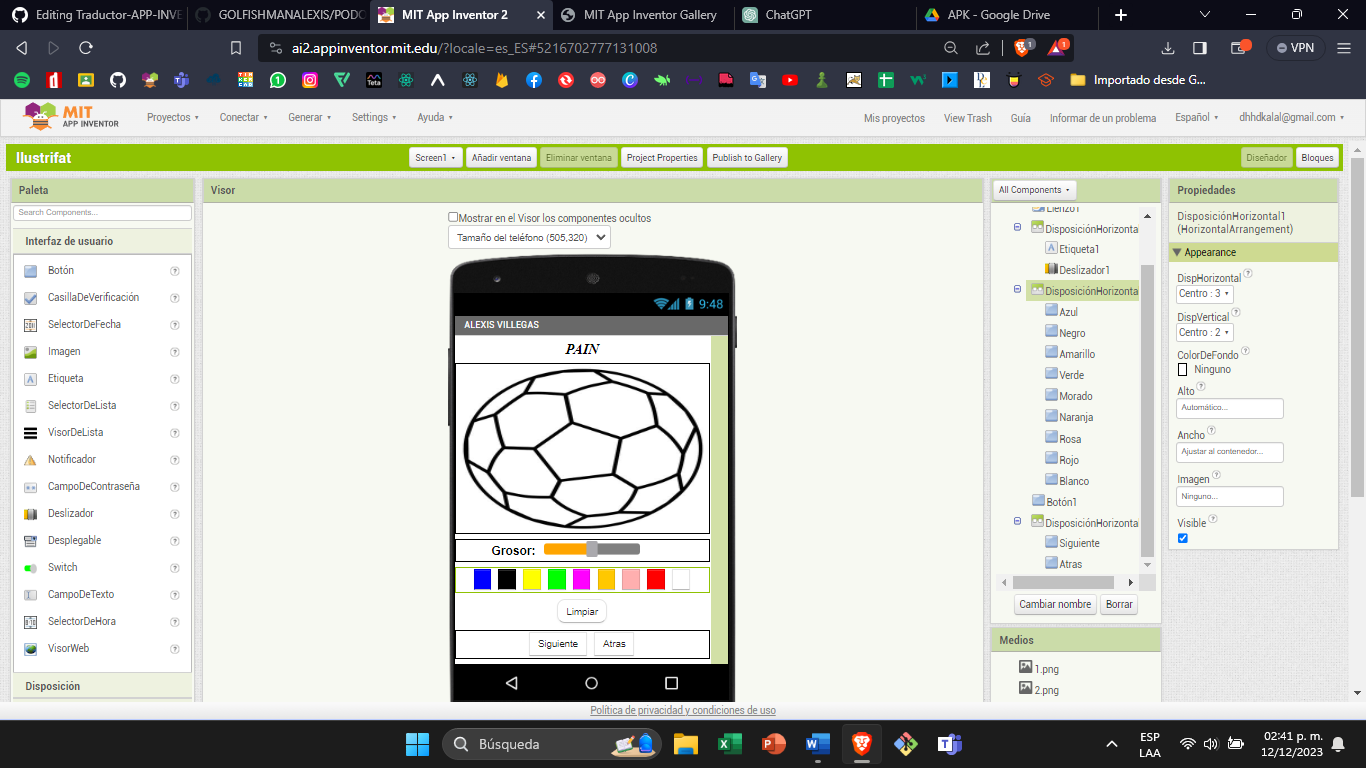 Editing Traductor-APP-INVE
GOLFISHMANALEXIS/PODC
MIT App Inventor 2
MIT App Inventor Gallery
ChatGPT
APK - Google Drive
ai2.appinventor.mit.edu/?locale=es_ES#5216702777131008
1
1
VPN
Importado desde G...
MIT
APP INVENTOR
Proyectos
Conectar
Generar
Settings
Ayuda
Mis proyectos
View Trash
Guía
Informar de un problema
Español
dhhdkalal@gmail.com
Ilustrifat
Screen1
Añadir ventana
Eliminar ventana
Project Properties
Publish to Gallery
Diseñador
Bloques
Paleta
Search Components...
Interfaz de usuario
Botón
CasillaDeVerificación
SelectorDeFecha
Imagen
Etiqueta
SelectorDeLista
VisorDeLista
Notificador
CampoDeContraseña
Deslizador
Desplegable
Switch
CampoDeTexto
SelectorDeHora
VisorWeb
Disposición
Visor
Mostrar en el Visor los componentes ocultos
Tamaño del teléfono (505,320)
9:48
ALEXIS VILLEGAS
PAIN
Grosor:
Limpiar
Siguiente
Atras
All Components
Lienzo1
DisposiciónHorizontal
Etiqueta1
Deslizador1
DisposiciónHorizontal
Azul
Negro
Amarillo
Verde
Morado
Naranja
Rosa
Rojo
Blanco
Botón1
DisposiciónHorizontal
Siguiente
Atras
Cambiar nombre
Borrar
Medios
1.png
2.png
Propiedades
DisposiciónHorizontal1
(HorizontalArrangement)
Appearance
DispHorizontal
Centro : 3
DispVertical
Centro : 2
ColorDeFondo
Ninguno
Alto
Automático...
Ancho
Ajustar al contenedor...
Imagen
Ninguno...
Visible
Política de privacidad y condiciones de uso
Búsqueda
ESP
LAA
02:41 p. m.
12/12/2023